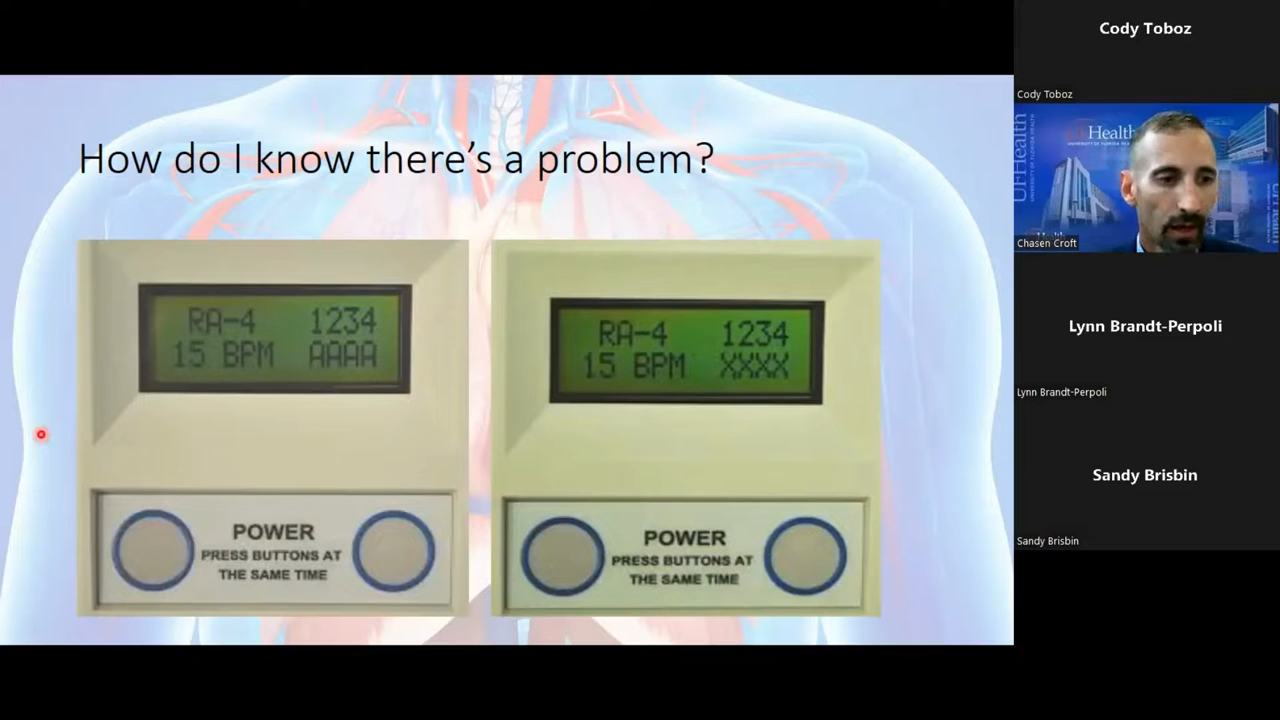 How do I know there's a problem?
RA-4 1234
15 BPM AAAA
POWER
PRESS BUTTONS AT
THE SAME TIME
RA-4 1234
15 BPM XXXX
POWER
PRESS BUTTONS AT
THE SAME TIME
Cody Toboz
Cody Toboz
UFHealth
UFHealth
Chasen Croft
Lynn Brandt-Perpoli
Lynn Brandt-Perpoli
Sandy Brisbin
Sandy Brisbin